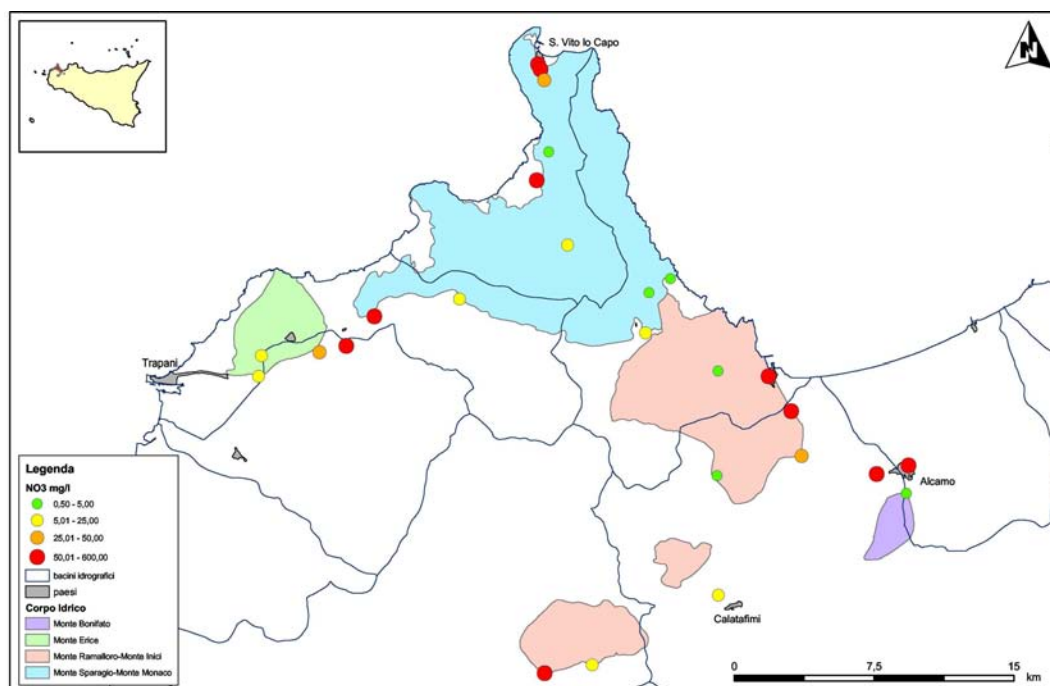 S. Vito lo Capo
N
Trapani
Alcamo
Calatafimi
Legenda
NO3 mg/l
0,50 - 5,00
5,01 - 25,00
25,01 - 50,00
50,01 - 600,00
bacini idrografici
paesi
Corpo Idrico
Monte Bonifato
Monte Erice
Monte Ramalloro-Monte Inici
Monte Sparagio-Monte Monaco
0 7,5 15
km